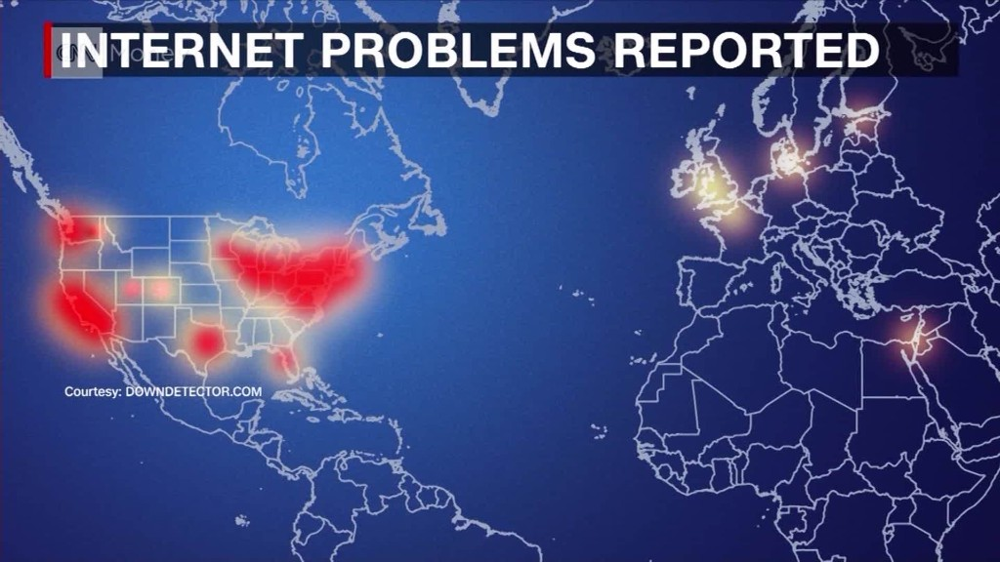 INTERNET PROBLEMS REPORTED
Courtesy: DOWNDETECTOR.COM